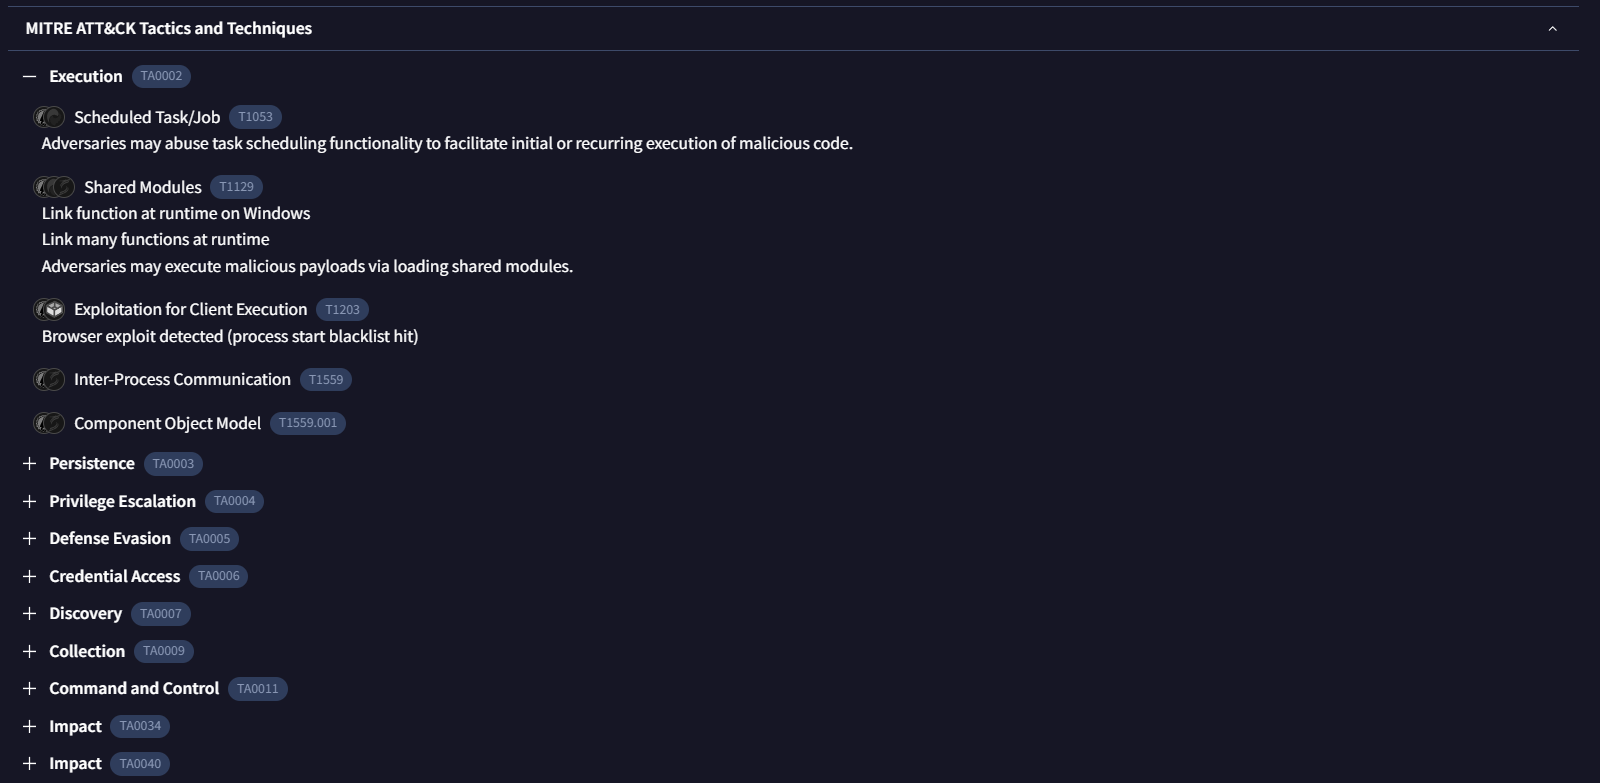 MITRE ATT&CK Tactics and Techniques
Execution TA0002
Scheduled Task/Job T1053
Adversaries may abuse task scheduling functionality to facilitate initial or recurring execution of malicious code.
Shared Modules T1129
Link function at runtime on Windows
Link many functions at runtime
Adversaries may execute malicious payloads via loading shared modules.
Exploitation for Client Execution T1203
Browser exploit detected (process start blacklist hit)
Inter-Process Communication T1559
Component Object Model T1559.001
Persistence TA0003
Privilege Escalation TA0004
Defense Evasion TA0005
Credential Access TA0006
Discovery TA0007
Collection TA0009
Command and Control TA0011
Impact TA0034
Impact TA0040